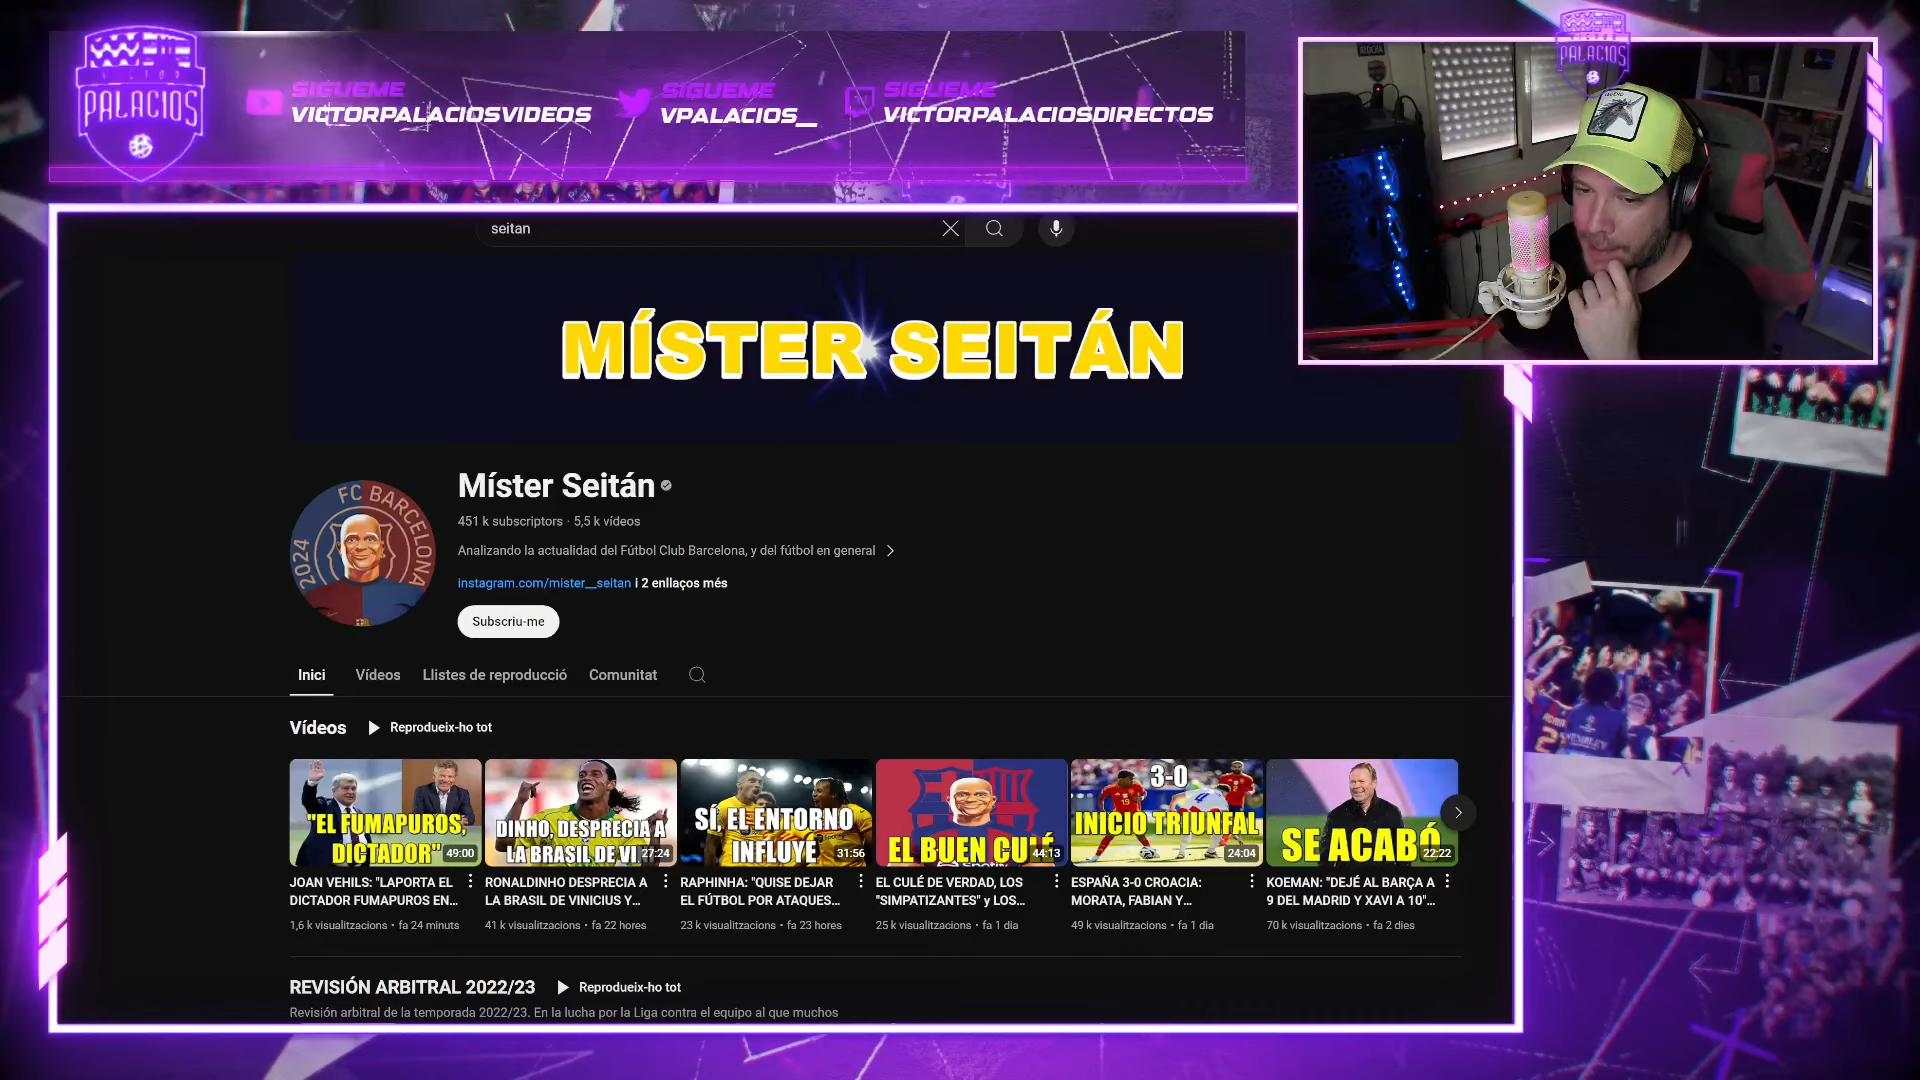 VICTOR
PALACIOS
SIGUEME
VICTORPALACIOSVIDEOS
SIGUEME
VPALACIOS__
SIGUEME
VICTORPALACIOSDIRECTOS
PALACIOS
seitan
MÍSTER SEITÁN
FC BARCELONA
2024
Míster Seitán
451 k subscriptors · 5,5 k vídeos
Analizando la actualidad del Fútbol Club Barcelona, y del fútbol en general
instagram.com/mister__seitan i 2 enllaços més
Subscriu-me
Inici Vídeos Llistes de reproducció Comunitat
Vídeos Reprodueix-ho tot
"EL FUMAPUROS,
DICTADOR"
49:00
DINHO, DESPRECIA A
LA BRASIL DE VI
27:24
SÍ, EL ENTORNO
INFLUYE
31:56
EL BUEN CULÉ
44:13
3-0
INICIO TRIUNFAL
24:04
SE ACABÓ
22:22
JOAN VEHILS: "LAPORTA EL
DICTADOR FUMAPUROS EN...
1,6 k visualitzacions • fa 24 minuts
RONALDINHO DESPRECIA A
LA BRASIL DE VINICIUS Y...
41 k visualitzacions • fa 22 hores
RAPHINHA: "QUISE DEJAR
EL FÚTBOL POR ATAQUES...
23 k visualitzacions • fa 23 hores
EL CULÉ DE VERDAD, LOS
"SIMPATIZANTES" y LOS...
25 k visualitzacions • fa 1 dia
ESPAÑA 3-0 CROACIA:
MORATA, FABIAN Y...
49 k visualitzacions • fa 1 dia
KOEMAN: "DEJÉ AL BARÇA A
9 DEL MADRID Y XAVI A 10"...
70 k visualitzacions • fa 2 dies
REVISIÓN ARBITRAL 2022/23 Reprodueix-ho tot
Revisión arbitral de la temporada 2022/23. En la lucha por la Liga contra el equipo al que muchos